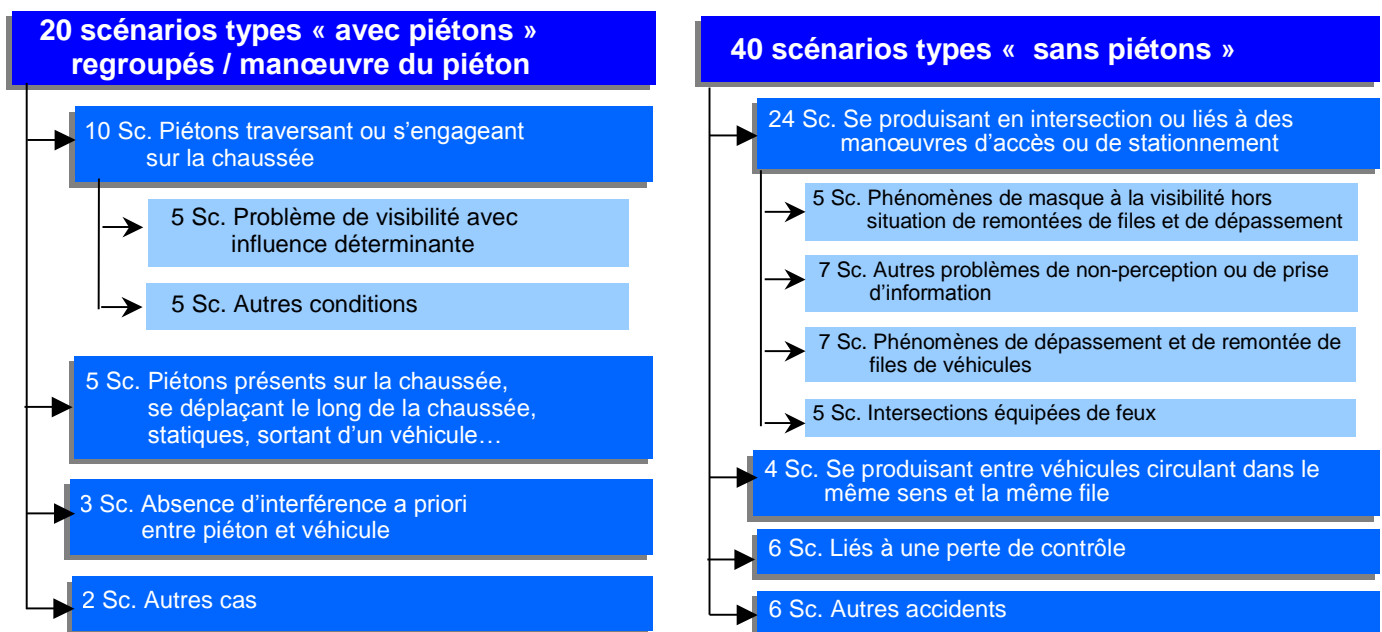 20 scénarios types « avec piétons »
regroupés / manœuvre du piéton
10 Sc. Piétons traversant ou s’engageant
sur la chaussée
5 Sc. Problème de visibilité avec
influence déterminante
5 Sc. Autres conditions
5 Sc. Piétons présents sur la chaussée,
se déplaçant le long de la chaussée,
statiques, sortant d’un véhicule…
3 Sc. Absence d’interférence a priori
entre piéton et véhicule
2 Sc. Autres cas
40 scénarios types « sans piétons »
24 Sc. Se produisant en intersection ou liés à des
manœuvres d’accès ou de stationnement
5 Sc. Phénomènes de masque à la visibilité hors
situation de remontées de files et de dépassement
7 Sc. Autres problèmes de non-perception ou de prise
d’information
7 Sc. Phénomènes de dépassement et de remontée de
files de véhicules
5 Sc. Intersections équipées de feux
4 Sc. Se produisant entre véhicules circulant dans le
même sens et la même file
6 Sc. Liés à une perte de contrôle
6 Sc. Autres accidents